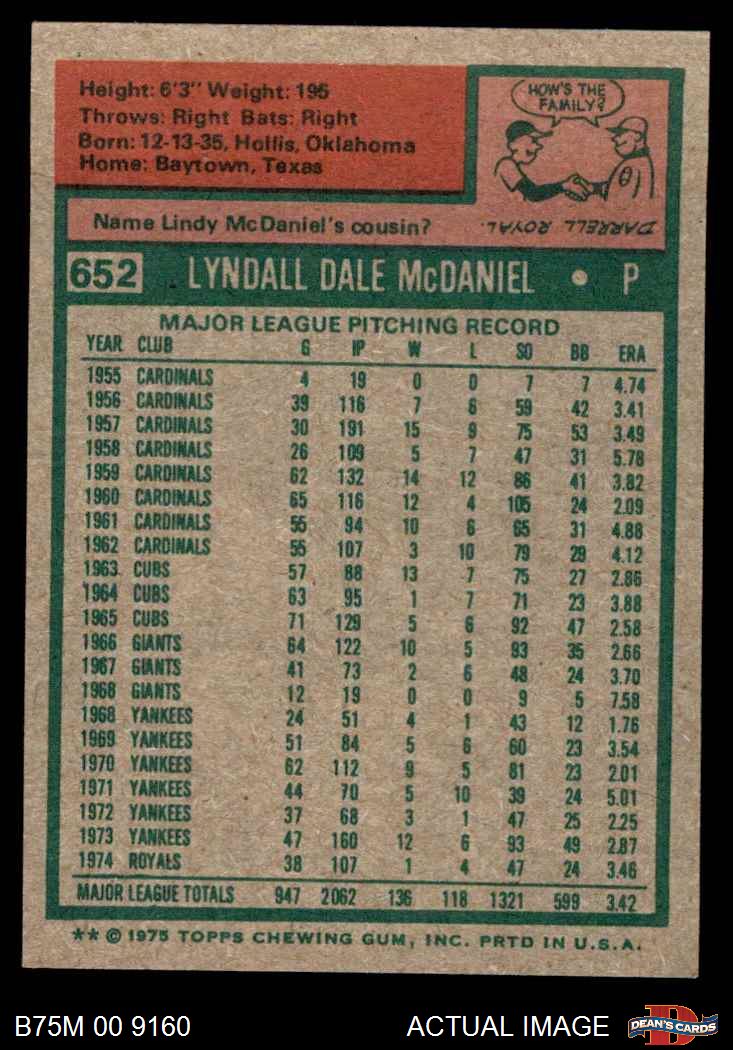 Height: 6'3" Weight: 195
Throws: Right Bats: Right
Born: 12-13-35, Hollis, Oklahoma
Home: Baytown, Texas
HOW'S THE
FAMILY?
Name Lindy McDaniel's cousin?
DARRELL ROYAL.
652 LYNDALL DALE McDANIEL • P
MAJOR LEAGUE PITCHING RECORD
YEAR CLUB G IP W L SO BB ERA
1955 CARDINALS 4 19 0 0 7 7 4.74
1956 CARDINALS 39 116 7 6 59 42 3.41
1957 CARDINALS 30 191 15 9 75 53 3.49
1958 CARDINALS 26 109 5 7 47 31 5.78
1959 CARDINALS 62 132 14 12 86 41 3.82
1960 CARDINALS 65 116 12 4 105 24 2.09
1961 CARDINALS 55 94 10 6 65 31 4.88
1962 CARDINALS 55 107 3 10 79 29 4.12
1963 CUBS 57 88 13 7 75 27 2.86
1964 CUBS 63 95 1 7 71 23 3.88
1965 CUBS 71 129 5 6 92 47 2.58
1966 GIANTS 64 122 10 5 93 35 2.66
1967 GIANTS 41 73 2 6 48 24 3.70
1968 GIANTS 12 19 0 0 9 5 7.58
1968 YANKEES 24 51 4 1 43 12 1.76
1969 YANKEES 51 84 5 6 60 23 3.54
1970 YANKEES 62 112 9 5 81 23 2.01
1971 YANKEES 44 70 5 10 39 24 5.01
1972 YANKEES 37 68 3 1 47 25 2.25
1973 YANKEES 47 160 12 6 93 49 2.87
1974 ROYALS 38 107 1 4 47 24 3.46
MAJOR LEAGUE TOTALS 947 2062 136 118 1321 599 3.42
** © 1975 TOPPS CHEWING GUM, INC. PRTD IN U.S.A.
B75M 00 9160 ACTUAL IMAGE DEAN'S CARDS